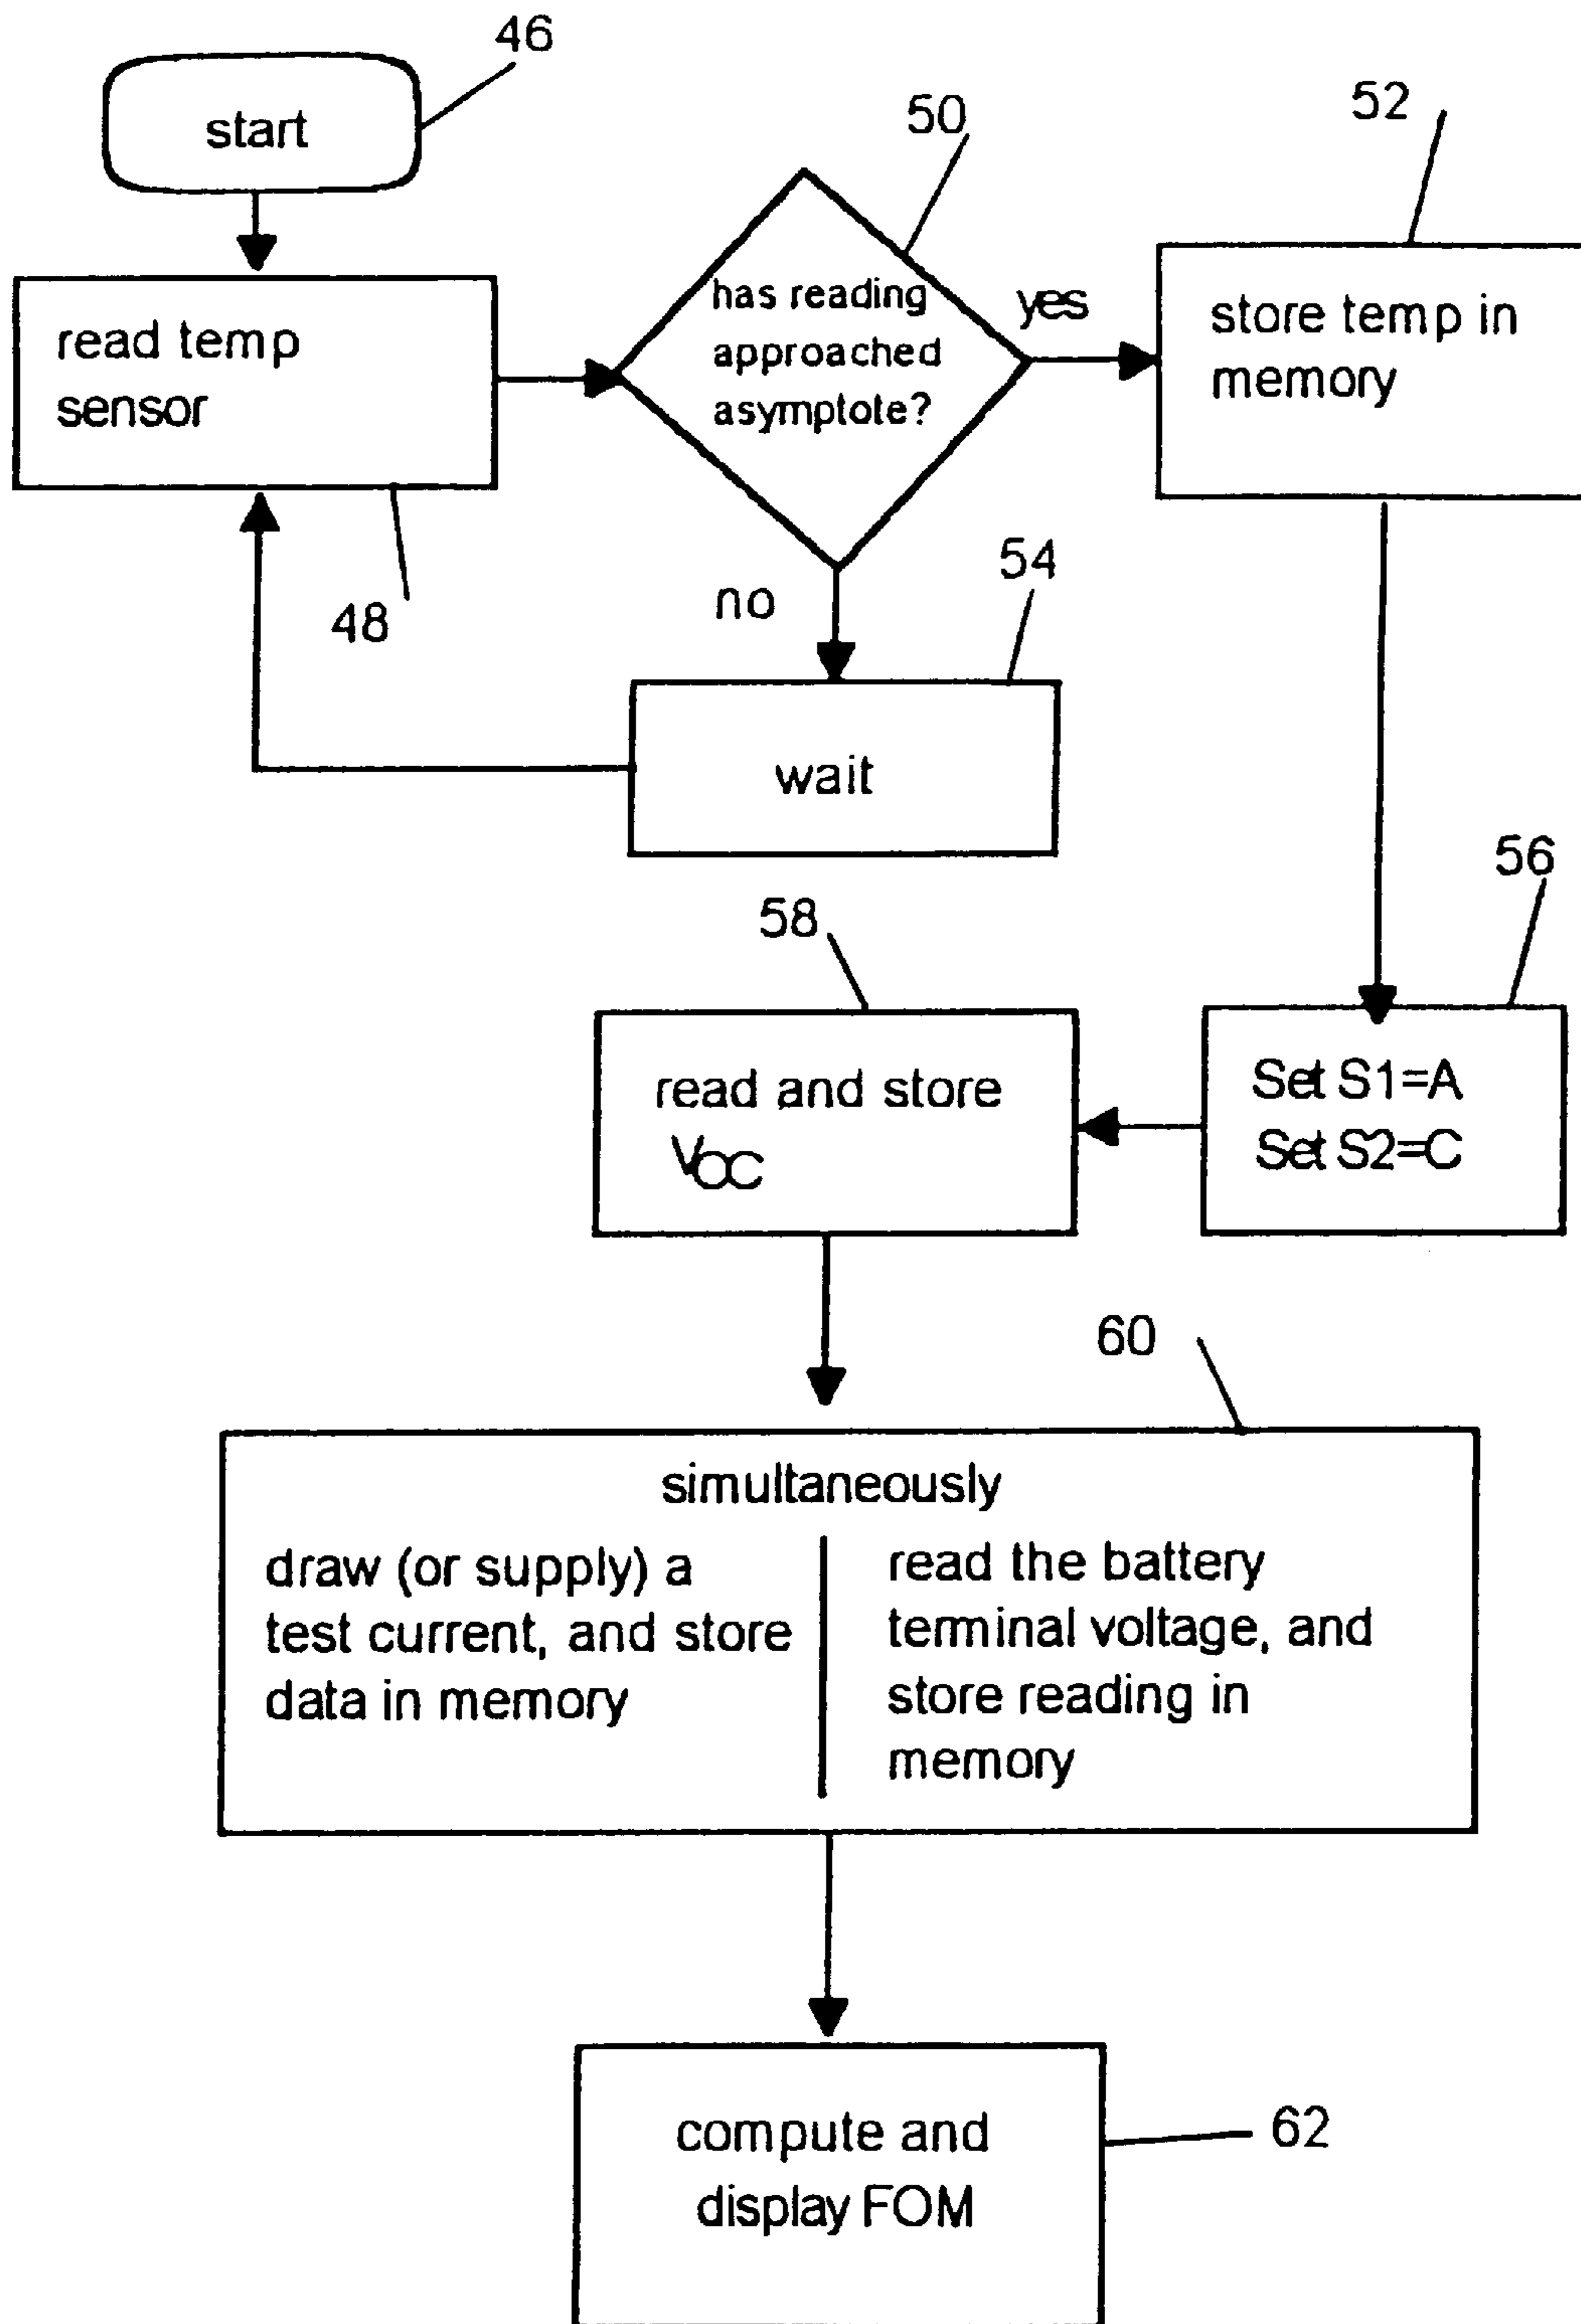 46
start
50
52
has reading
approached
asymptote?
yes
store temp in
memory
read temp
sensor
48
no
54
wait
56
58
Set S1=A
Set S2=C
read and store
VOC
60
simultaneously
draw (or supply) a
test current, and store
data in memory
read the battery
terminal voltage, and
store reading in
memory
compute and
display FOM
62